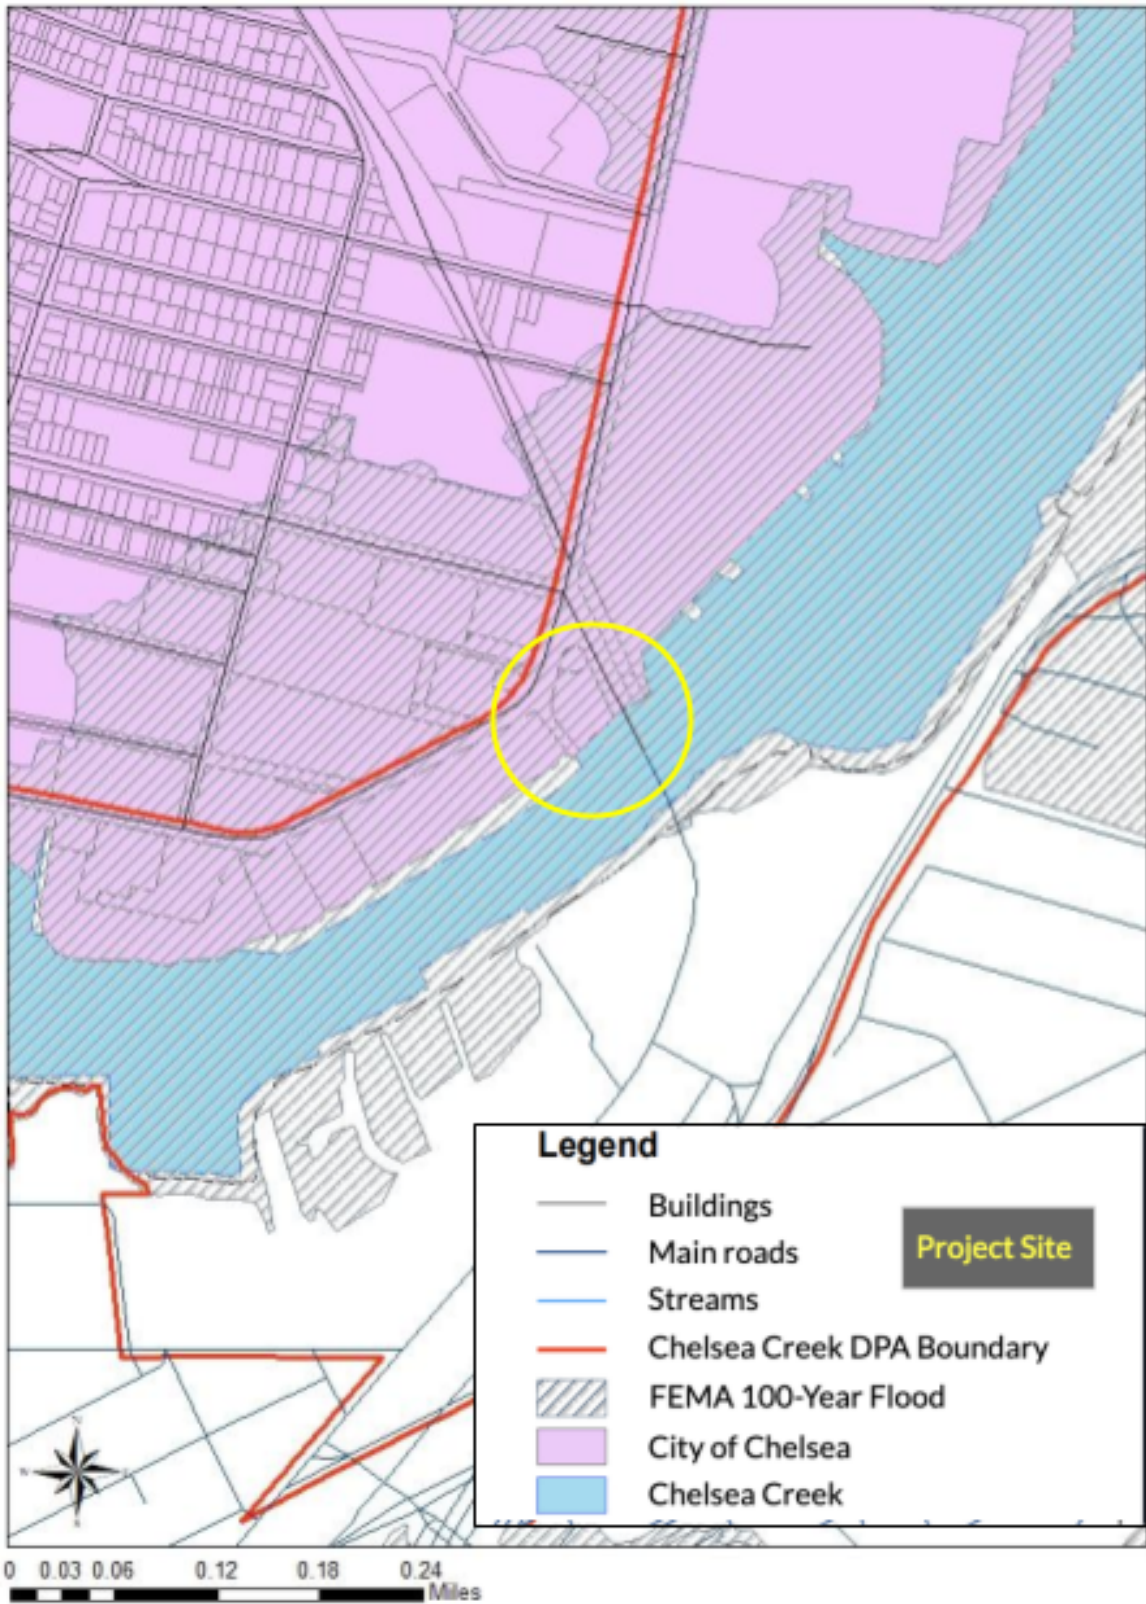 Legend
Buildings
Main roads
Project Site
Streams
Chelsea Creek DPA Boundary
FEMA 100-Year Flood
City of Chelsea
Chelsea Creek
N
W
0 0.03 0.06 0.12 0.18 0.24
Miles